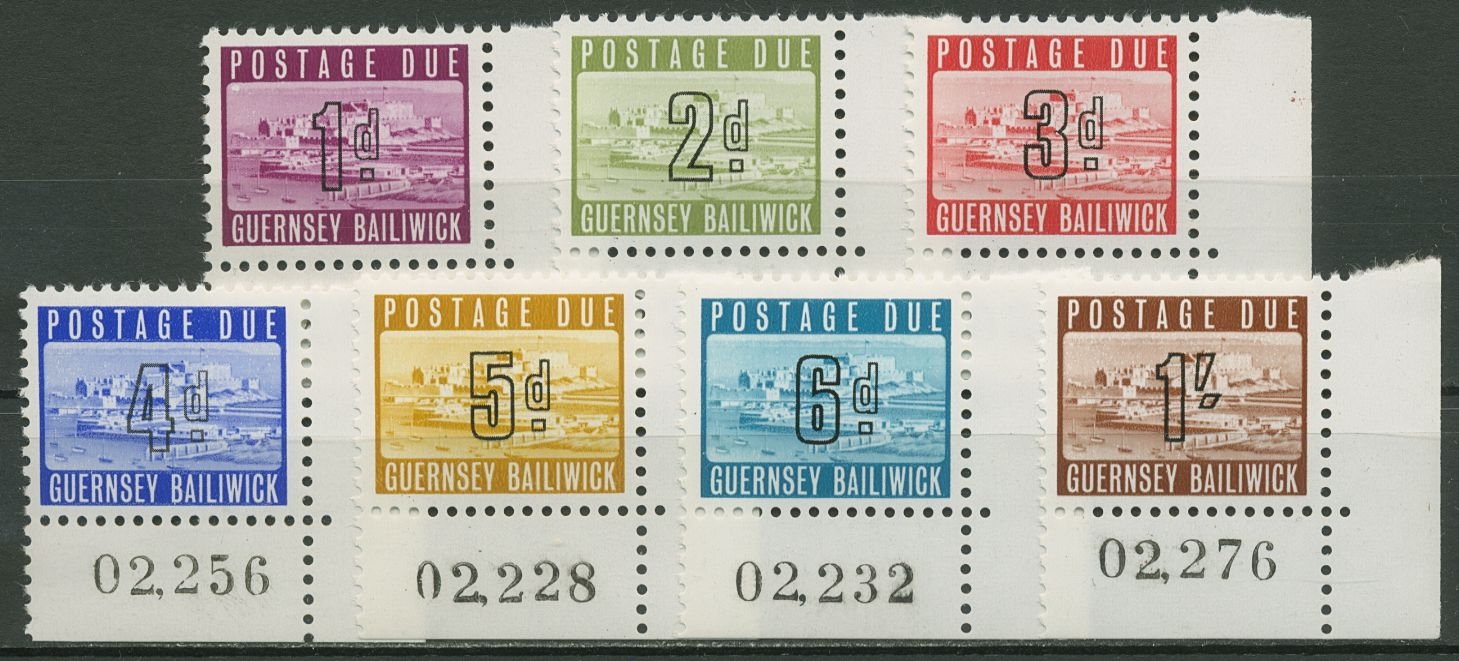 POSTAGE DUE
1d.
GUERNSEY BAILIWICK
POSTAGE DUE
2d.
GUERNSEY BAILIWICK
POSTAGE DUE
3d.
GUERNSEY BAILIWICK
POSTAGE DUE
4d.
GUERNSEY BAILIWICK
02,256
POSTAGE DUE
5d.
GUERNSEY BAILIWICK
02,228
POSTAGE DUE
6d.
GUERNSEY BAILIWICK
02,232
POSTAGE DUE
1/-
GUERNSEY BAILIWICK
02,276